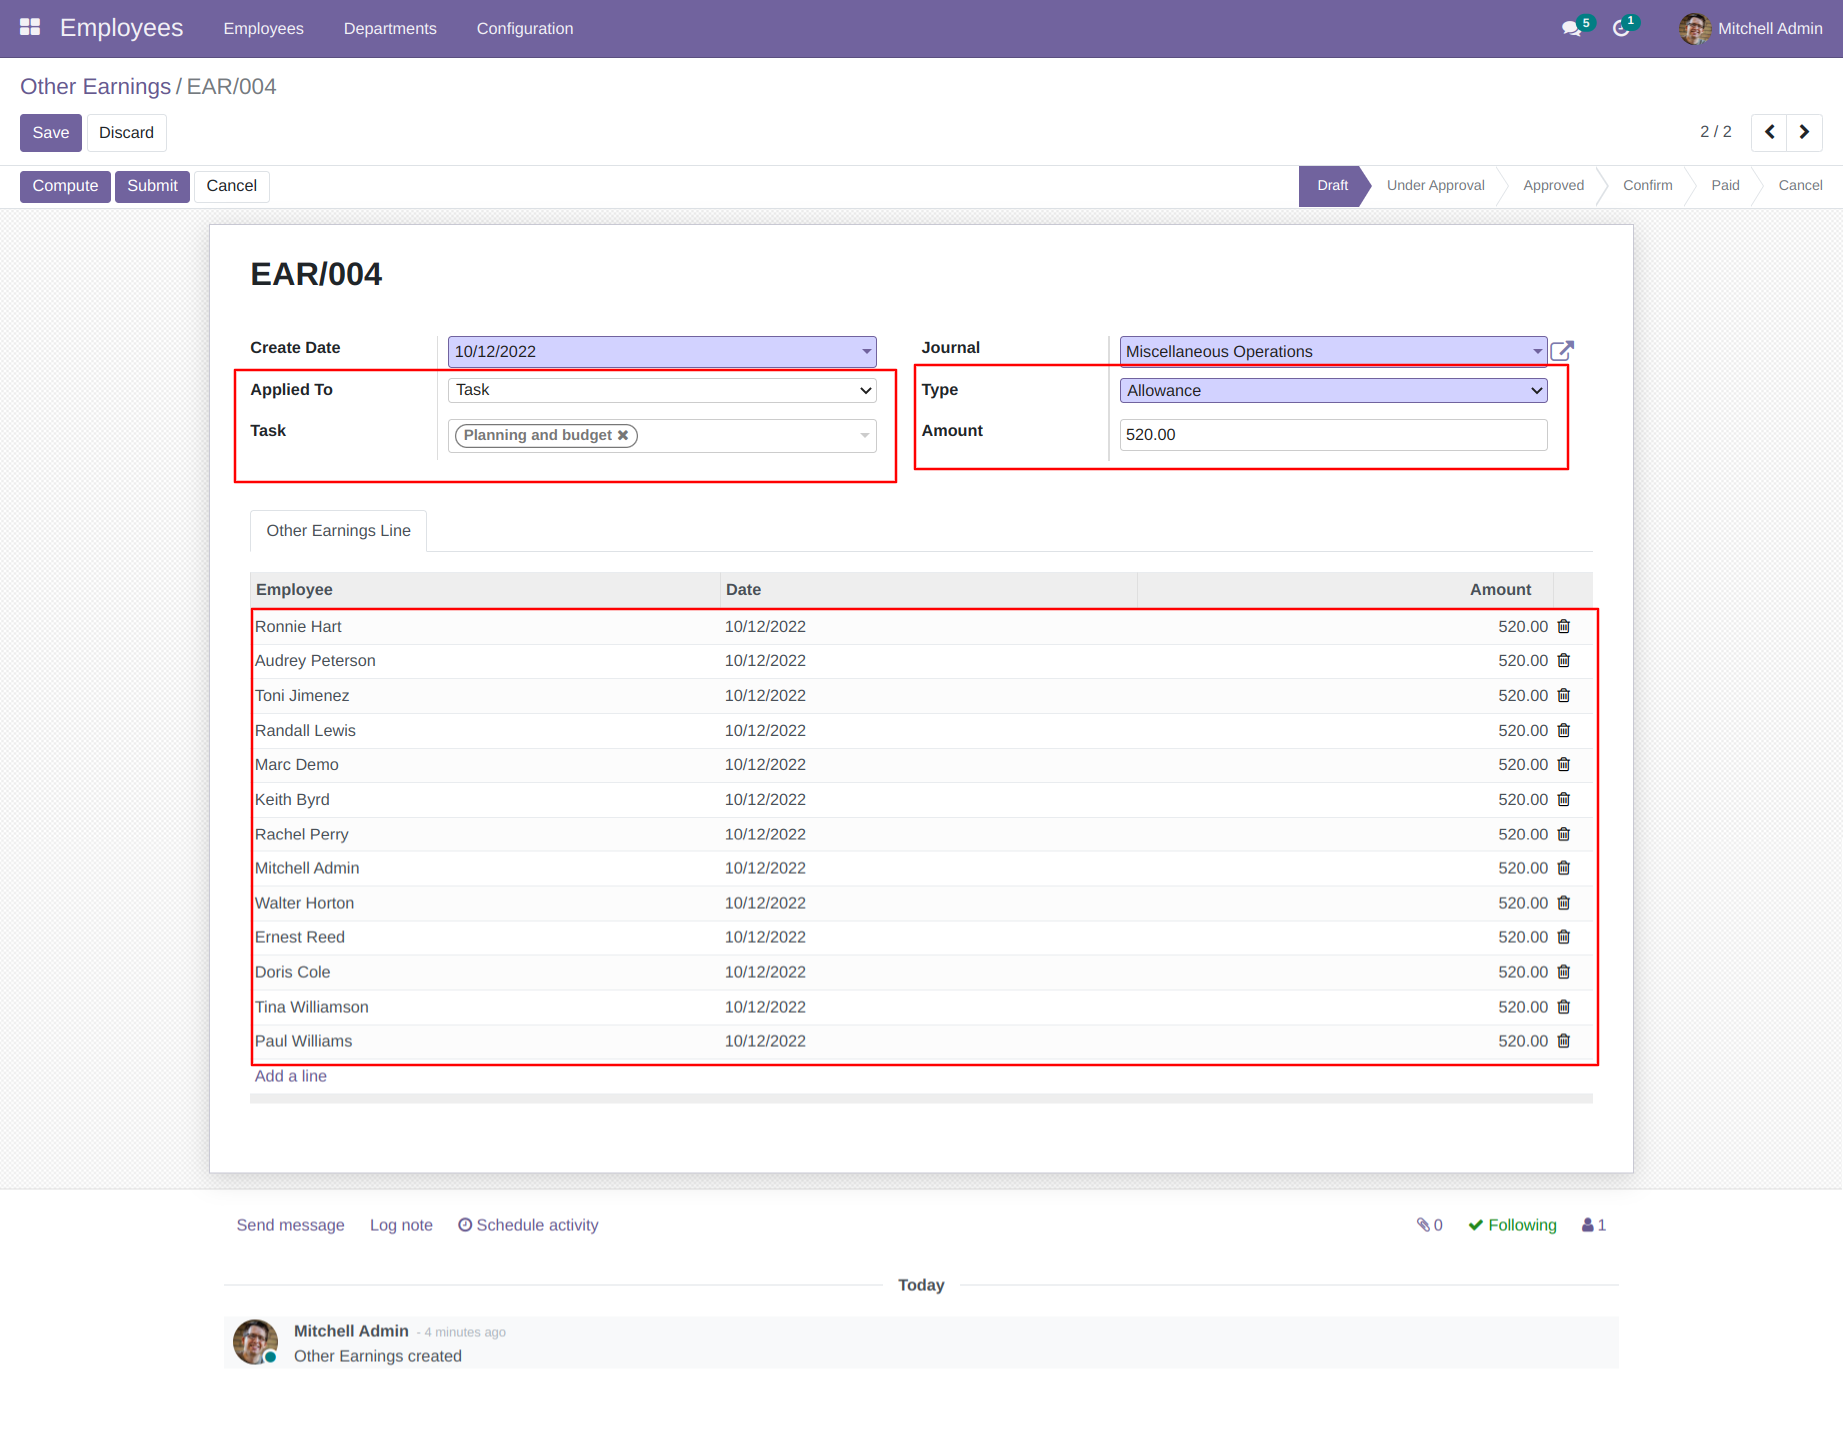 Employees Employees Departments Configuration 5 1 Mitchell Admin
Other Earnings / EAR/004
Save Discard 2 / 2
Compute Submit Cancel Draft Under Approval Approved Confirm Paid Cancel
EAR/004
Create Date 10/12/2022 Journal Miscellaneous Operations
Applied To Task Type Allowance
Task Planning and budget Amount 520.00
Other Earnings Line
Employee Date Amount
Ronnie Hart 10/12/2022 520.00
Audrey Peterson 10/12/2022 520.00
Toni Jimenez 10/12/2022 520.00
Randall Lewis 10/12/2022 520.00
Marc Demo 10/12/2022 520.00
Keith Byrd 10/12/2022 520.00
Rachel Perry 10/12/2022 520.00
Mitchell Admin 10/12/2022 520.00
Walter Horton 10/12/2022 520.00
Ernest Reed 10/12/2022 520.00
Doris Cole 10/12/2022 520.00
Tina Williamson 10/12/2022 520.00
Paul Williams 10/12/2022 520.00
Add a line
Send message Log note Schedule activity 0 Following 1
Today
Mitchell Admin - 4 minutes ago
Other Earnings created